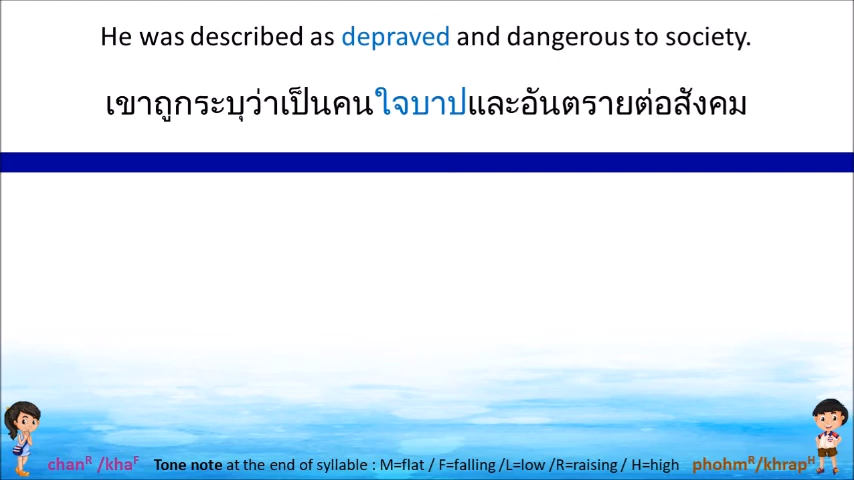 He was described as depraved and dangerous to society.
เขาถูกระบุว่าเป็นคนใจบาปและอันตรายต่อสังคม
chanR /khaF Tone note at the end of syllable : M=flat / F=falling /L=low /R=raising / H=high phohmR/khrapH